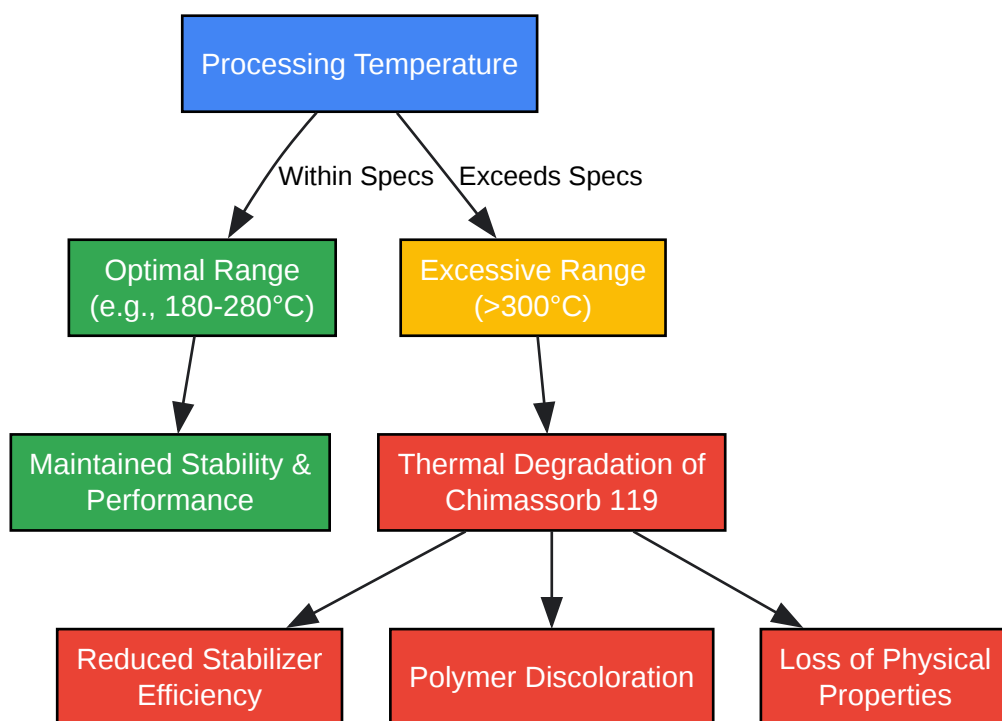 Processing Temperature
Within Specs
Exceeds Specs
Optimal Range
(e.g., 180-280°C)
Excessive Range
(>300°C)
Maintained Stability &
Performance
Thermal Degradation of
Chimassorb 119
Reduced Stabilizer
Efficiency
Polymer Discoloration
Loss of Physical
Properties